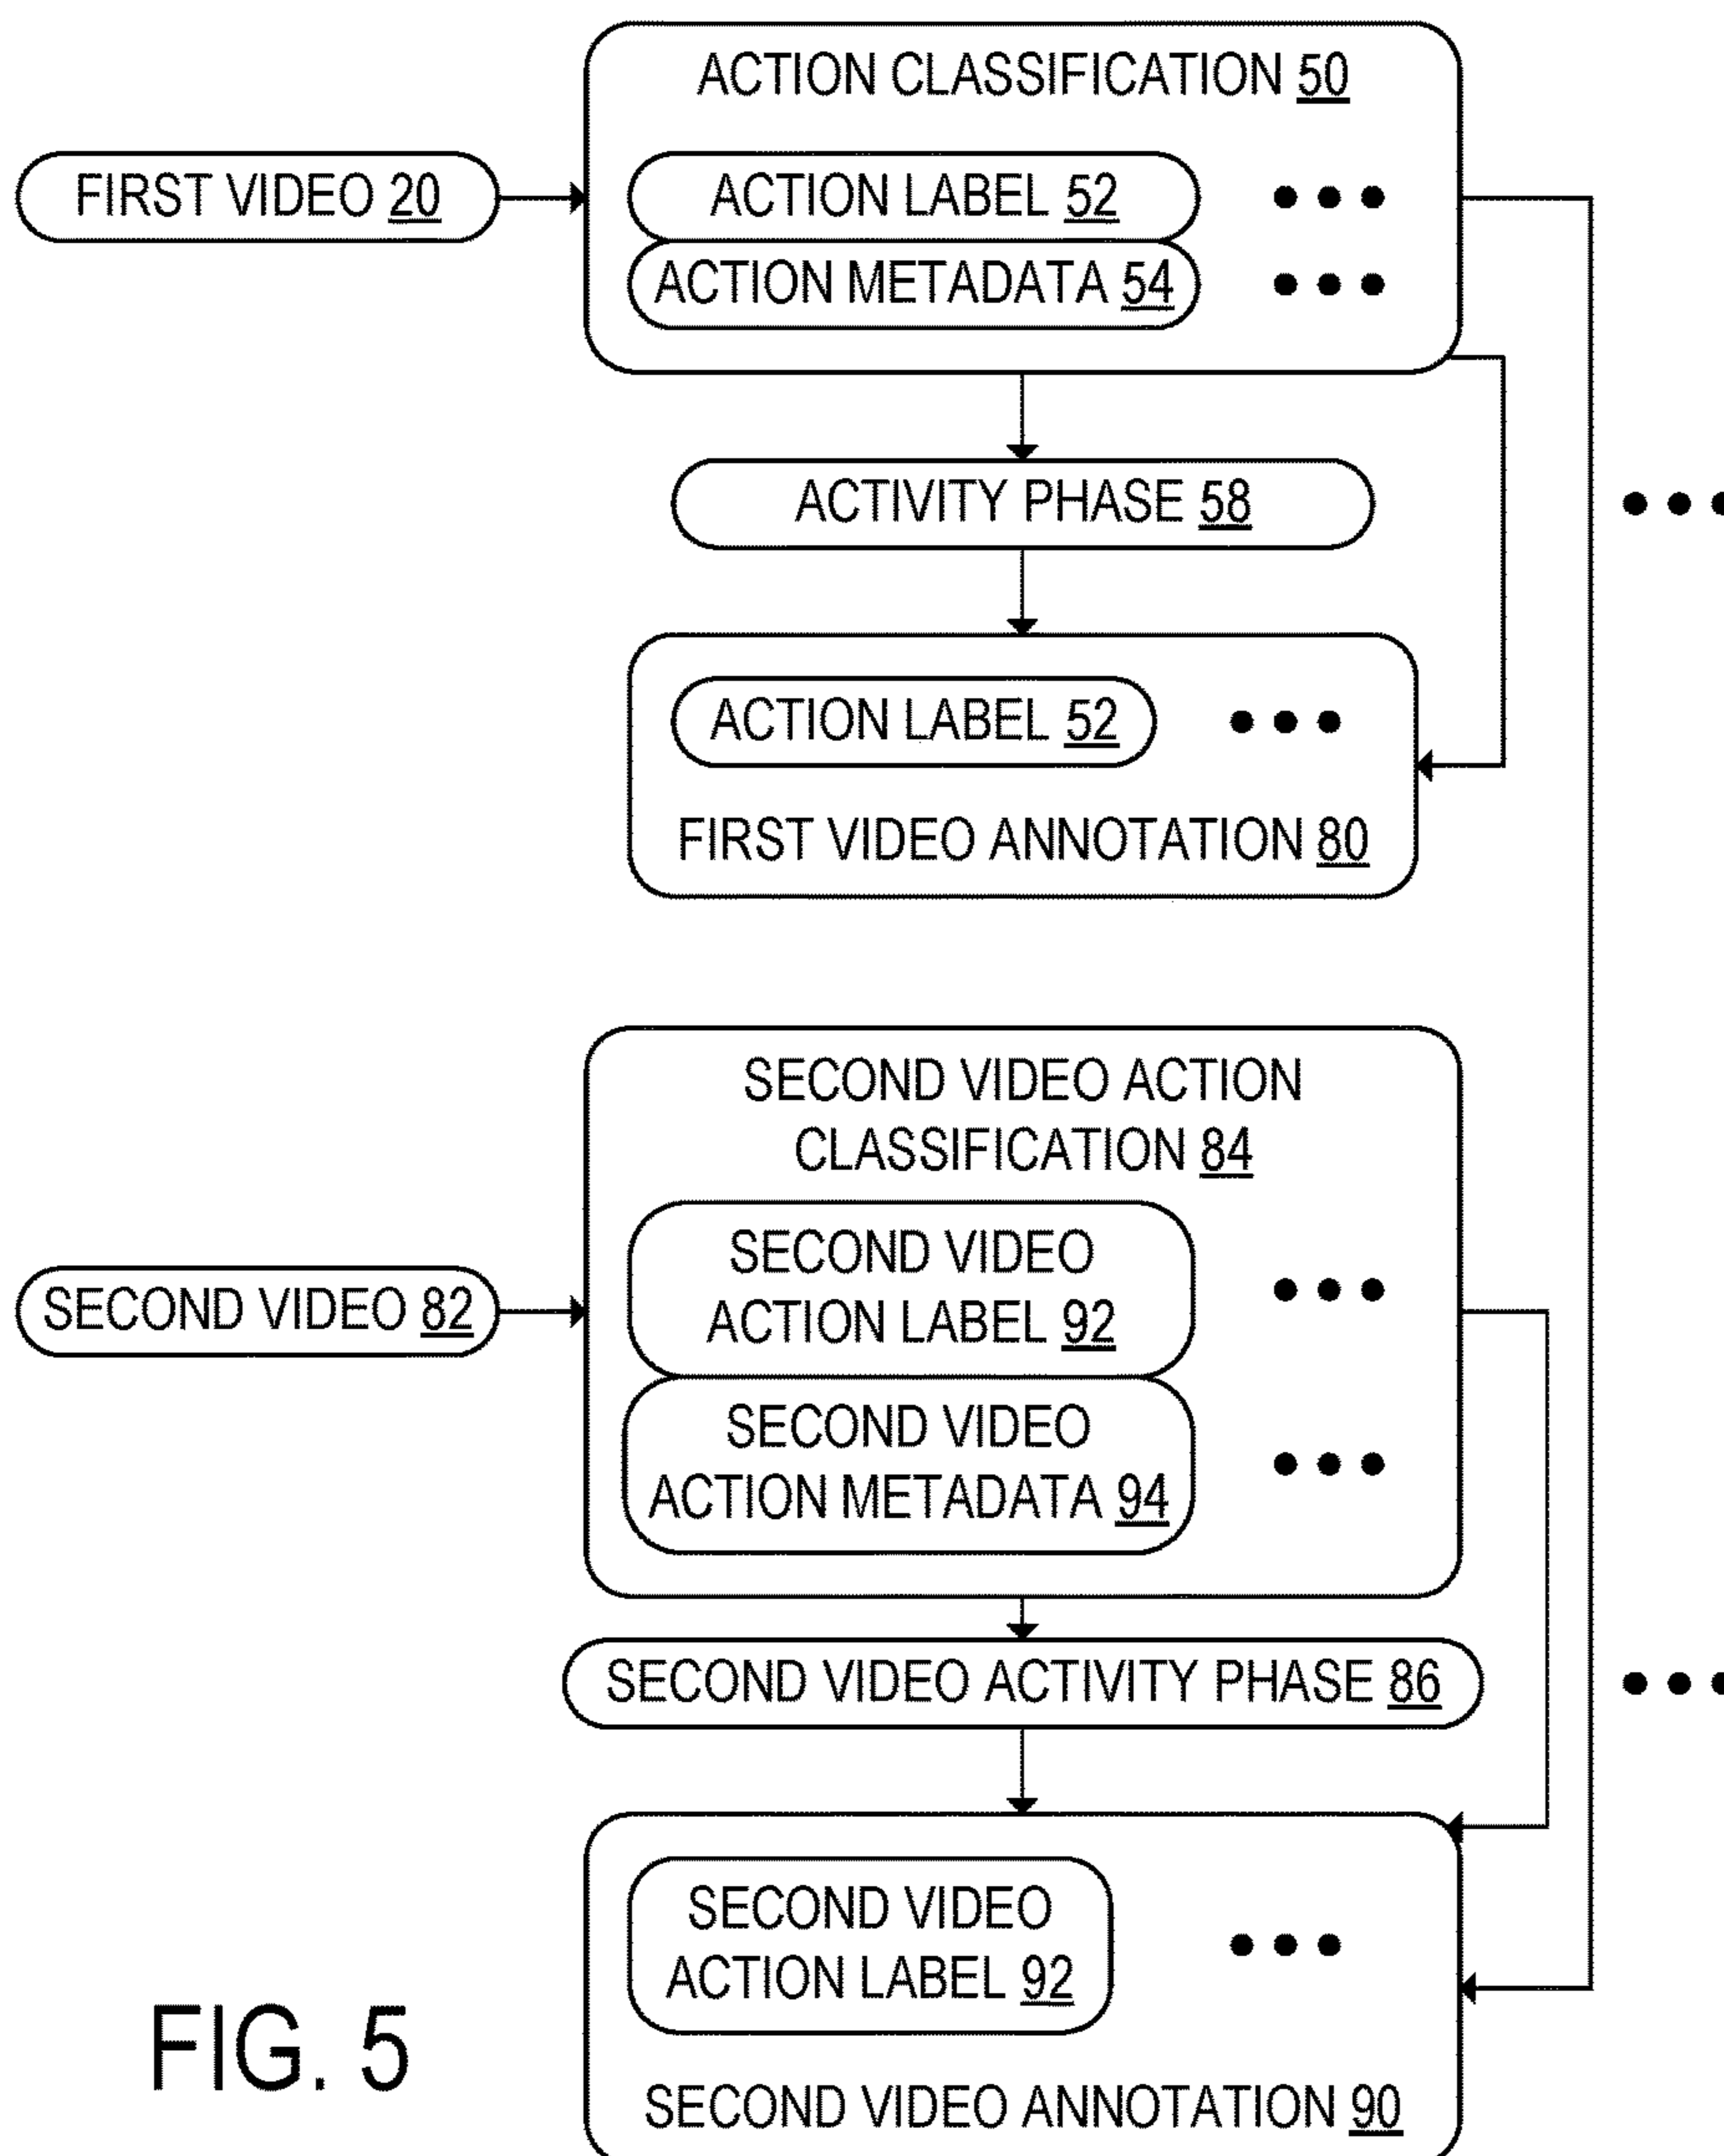 ACTION CLASSIFICATION 50
FIRST VIDEO 20
ACTION LABEL 52
ACTION METADATA 54
ACTIVITY PHASE 58
ACTION LABEL 52
FIRST VIDEO ANNOTATION 80
SECOND VIDEO ACTION
CLASSIFICATION 84
SECOND VIDEO 82
SECOND VIDEO
ACTION LABEL 92
SECOND VIDEO
ACTION METADATA 94
SECOND VIDEO ACTIVITY PHASE 86
SECOND VIDEO
ACTION LABEL 92
SECOND VIDEO ANNOTATION 90
FIG. 5